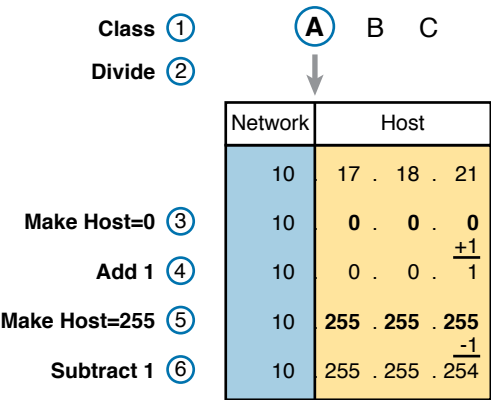 Class 1 A B C
Divide 2
Network Host
10 . 17 . 18 . 21
Make Host=0 3 10 . 0 . 0 . 0
+1
Add 1 4 10 . 0 . 0 . 1
Make Host=255 5 10 . 255 . 255 . 255
-1
Subtract 1 6 10 . 255 . 255 . 254